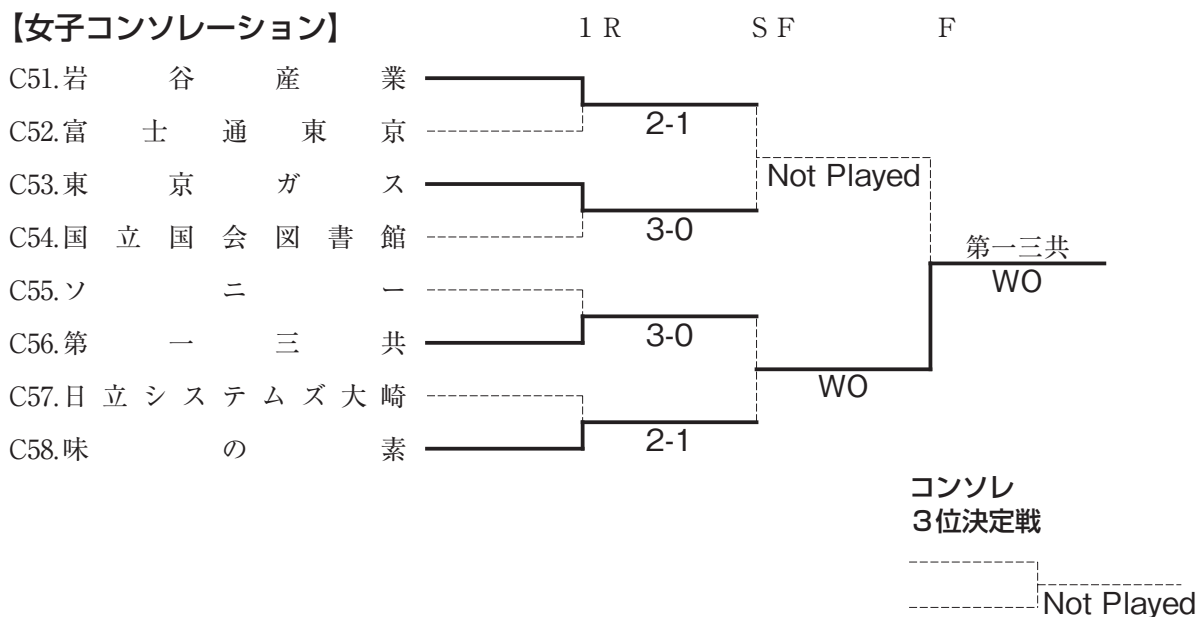 【女子コンソレーション】 1R SF F
C51.岩谷産業
2-1
C52.富士通東京
Not Played
C53.東京ガス
3-0
C54.国立国会図書館
第一三共
WO
C55.ソニー
3-0
C56.第一三共
WO
C57.日立システムズ大崎
2-1
C58.味の素
コンソレ
3位決定戦
Not Played